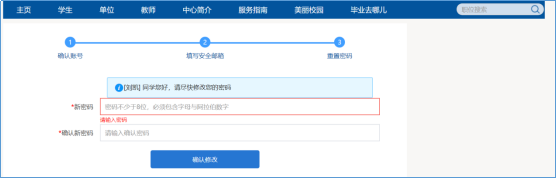 主页 学生 单位 教师 中心简介 服务指南 美丽校园 毕业去哪儿 职位搜索
1 2 3
确认账号 填写安全邮箱 重置密码
[刘凯] 同学您好，请尽快修改您的密码
*新密码 密码不少于8位，必须包含字母与阿拉伯数字
请输入密码
*确认新密码 请输入确认密码
确认修改